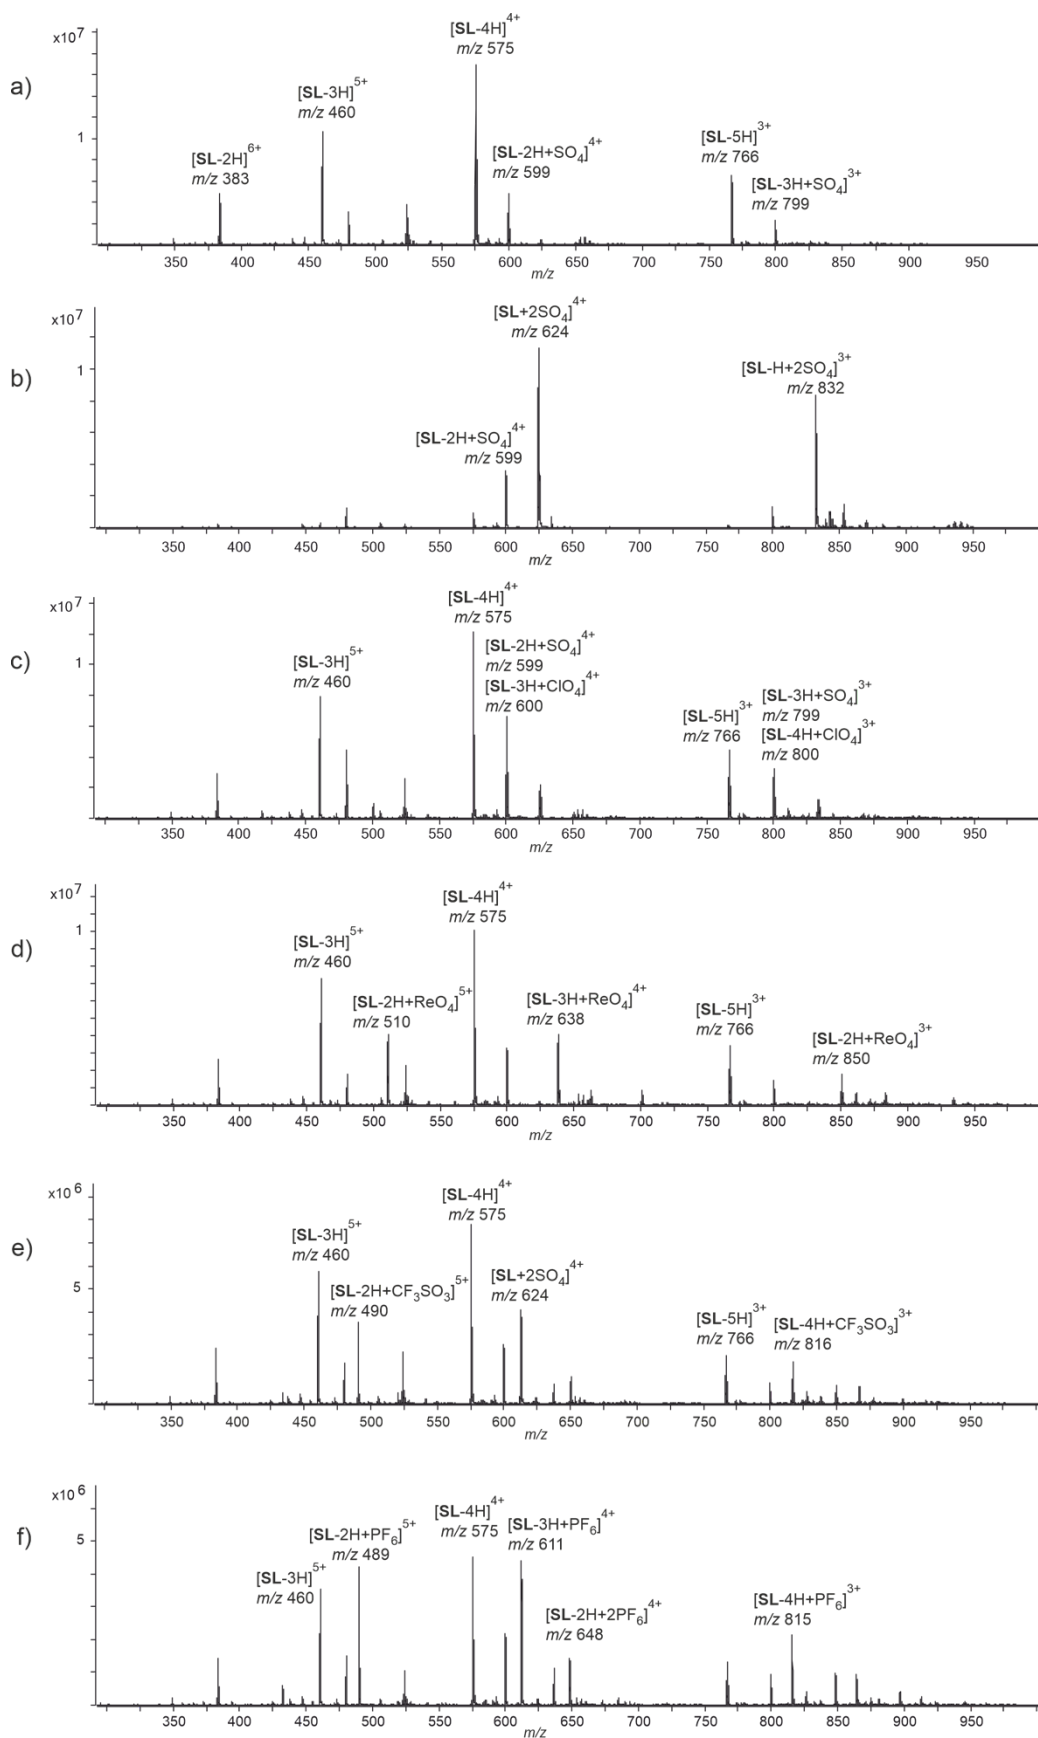 a)
x10⁷
1
[SL-2H]⁶⁺
m/z 383
[SL-3H]⁵⁺
m/z 460
[SL-4H]⁴⁺
m/z 575
[SL-2H+SO₄]⁴⁺
m/z 599
[SL-5H]³⁺
m/z 766
[SL-3H+SO₄]³⁺
m/z 799
350 400 450 500 550 600 650 700 750 800 850 900 950
m/z
b)
x10⁷
1
[SL-2H+SO₄]⁴⁺
m/z 599
[SL+2SO₄]⁴⁺
m/z 624
[SL-H+2SO₄]³⁺
m/z 832
350 400 450 500 550 600 650 700 750 800 850 900 950
m/z
c)
x10⁷
1
[SL-3H]⁵⁺
m/z 460
[SL-4H]⁴⁺
m/z 575
[SL-2H+SO₄]⁴⁺
m/z 599
[SL-3H+ClO₄]⁴⁺
m/z 600
[SL-5H]³⁺
m/z 766
[SL-3H+SO₄]³⁺
m/z 799
[SL-4H+ClO₄]³⁺
m/z 800
350 400 450 500 550 600 650 700 750 800 850 900 950
m/z
d)
x10⁷
1
[SL-3H]⁵⁺
m/z 460
[SL-2H+ReO₄]⁵⁺
m/z 510
[SL-4H]⁴⁺
m/z 575
[SL-3H+ReO₄]⁴⁺
m/z 638
[SL-5H]³⁺
m/z 766
[SL-2H+ReO₄]³⁺
m/z 850
350 400 450 500 550 600 650 700 750 800 850 900 950
m/z
e)
x10⁶
5
[SL-3H]⁵⁺
m/z 460
[SL-2H+CF₃SO₃]⁵⁺
m/z 490
[SL-4H]⁴⁺
m/z 575
[SL+2SO₄]⁴⁺
m/z 624
[SL-5H]³⁺
m/z 766
[SL-4H+CF₃SO₃]³⁺
m/z 816
350 400 450 500 550 600 650 700 750 800 850 900 950
m/z
f)
x10⁶
5
[SL-3H]⁵⁺
m/z 460
[SL-2H+PF₆]⁵⁺
m/z 489
[SL-4H]⁴⁺
m/z 575
[SL-3H+PF₆]⁴⁺
m/z 611
[SL-2H+2PF₆]⁴⁺
m/z 648
[SL-4H+PF₆]³⁺
m/z 815
350 400 450 500 550 600 650 700 750 800 850 900 950
m/z